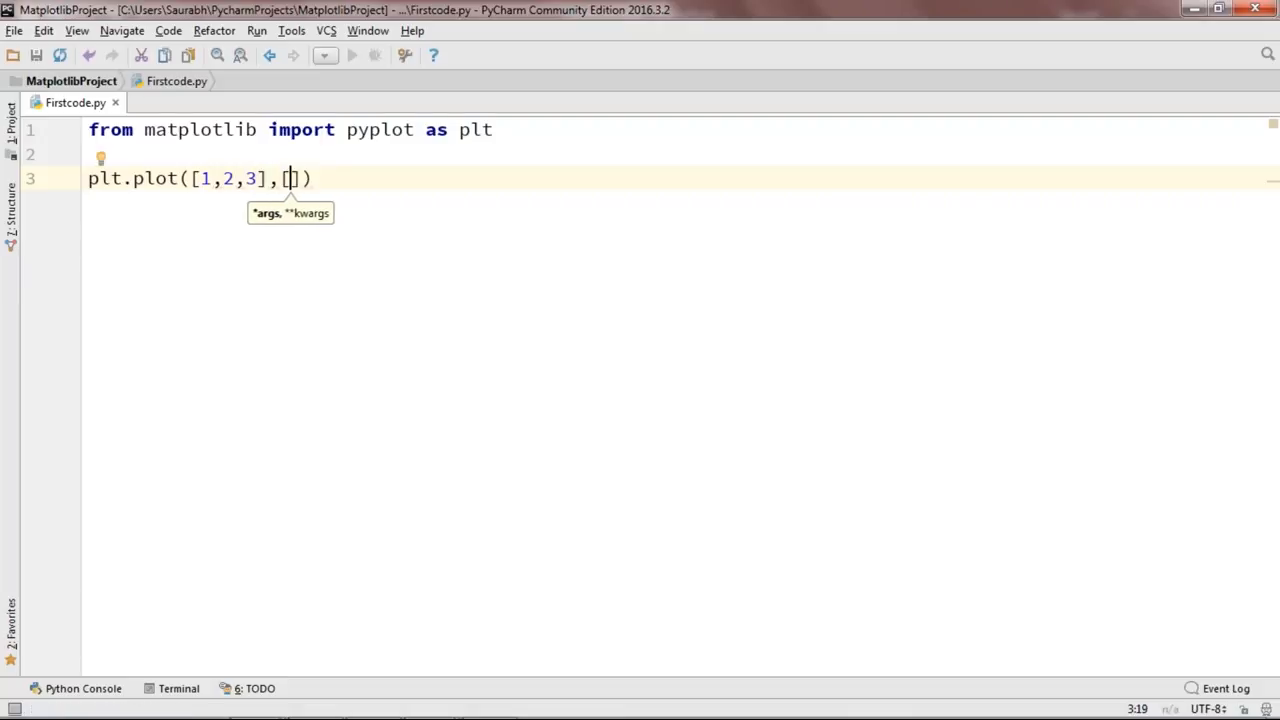 MatplotlibProject - [C:\Users\Saurabh\PycharmProjects\MatplotlibProject] - ...\Firstcode.py - PyCharm Community Edition 2016.3.2
File Edit View Navigate Code Refactor Run Tools VCS Window Help
MatplotlibProject Firstcode.py
Firstcode.py
1: Project
7: Structure
2: Favorites
1 from matplotlib import pyplot as plt
2
3 plt.plot([1,2,3],[])
*args, **kwargs
Python Console Terminal 6: TODO Event Log
3:19 n/a UTF-8